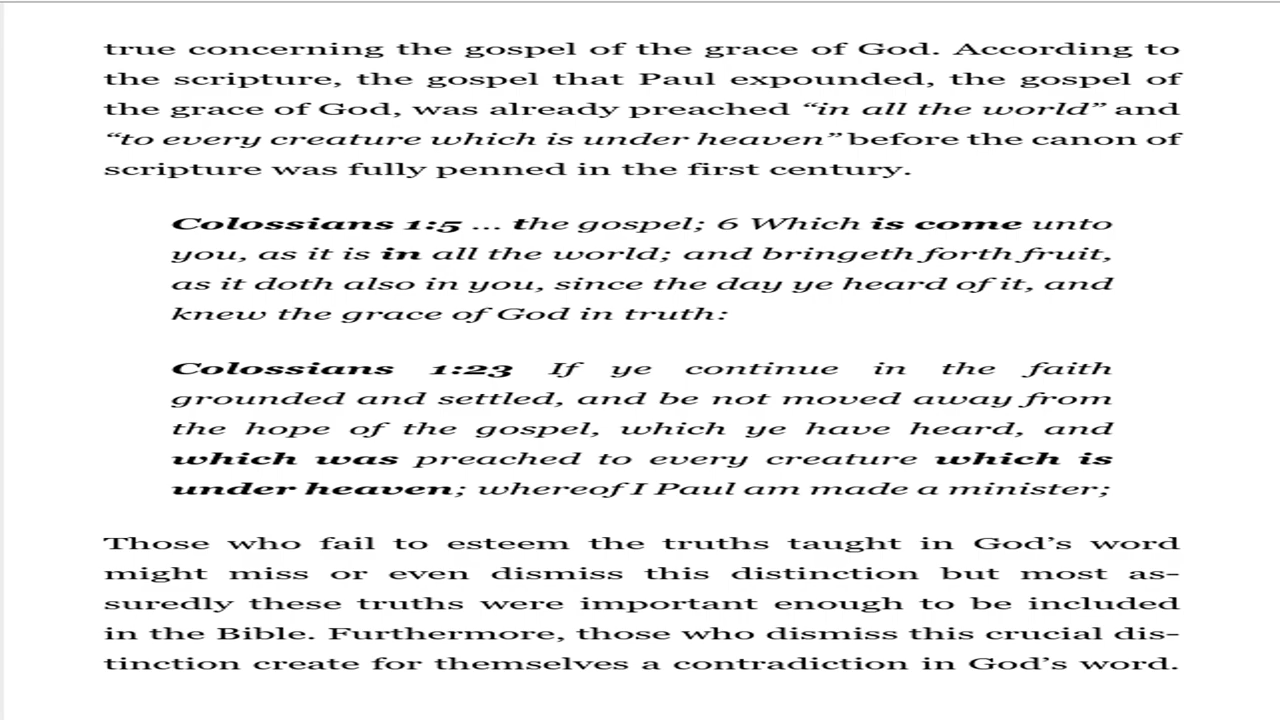 true concerning the gospel of the grace of God. According to
the scripture, the gospel that Paul expounded, the gospel of
the grace of God, was already preached “in all the world” and
“to every creature which is under heaven” before the canon of
scripture was fully penned in the first century.
Colossians 1:5 ... the gospel; 6 Which is come unto
you, as it is in all the world; and bringeth forth fruit,
as it doth also in you, since the day ye heard of it, and
knew the grace of God in truth:
Colossians 1:23 If ye continue in the faith
grounded and settled, and be not moved away from
the hope of the gospel, which ye have heard, and
which was preached to every creature which is
under heaven; whereof I Paul am made a minister;
Those who fail to esteem the truths taught in God’s word
might miss or even dismiss this distinction but most as-
suredly these truths were important enough to be included
in the Bible. Furthermore, those who dismiss this crucial dis-
tinction create for themselves a contradiction in God’s word.